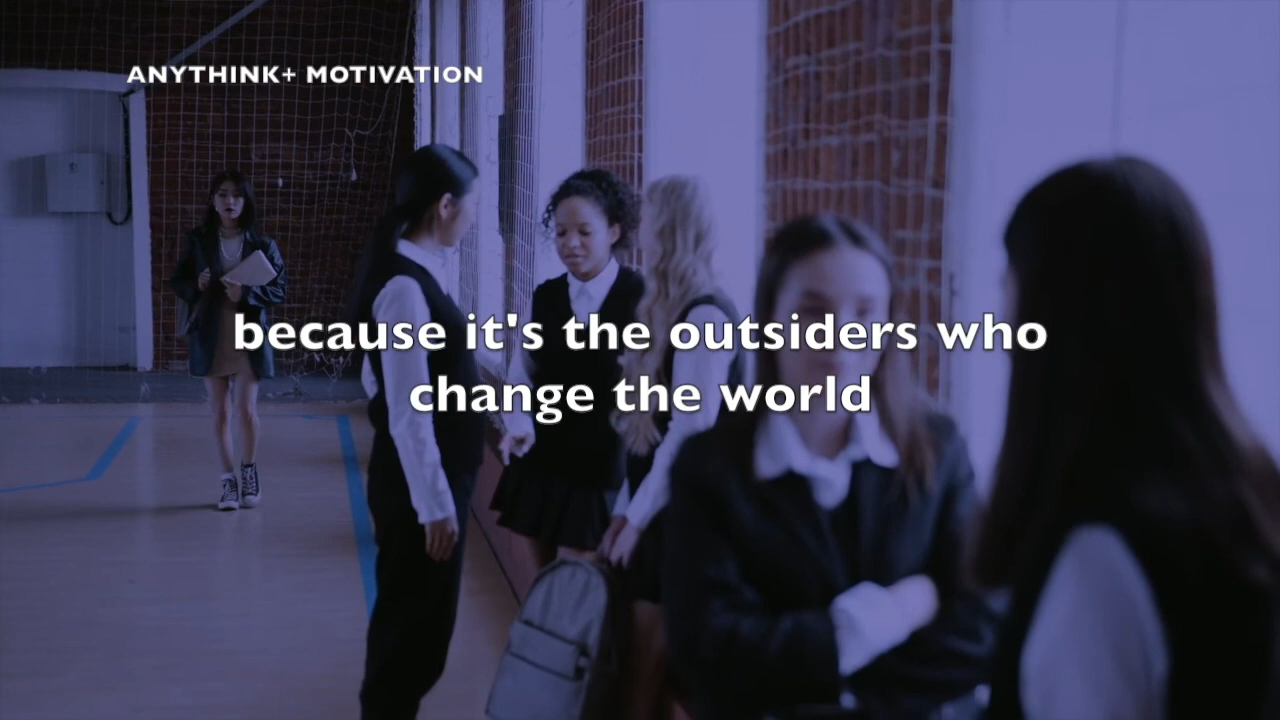 ANYTHINK+ MOTIVATION
because it's the outsiders who
change the world